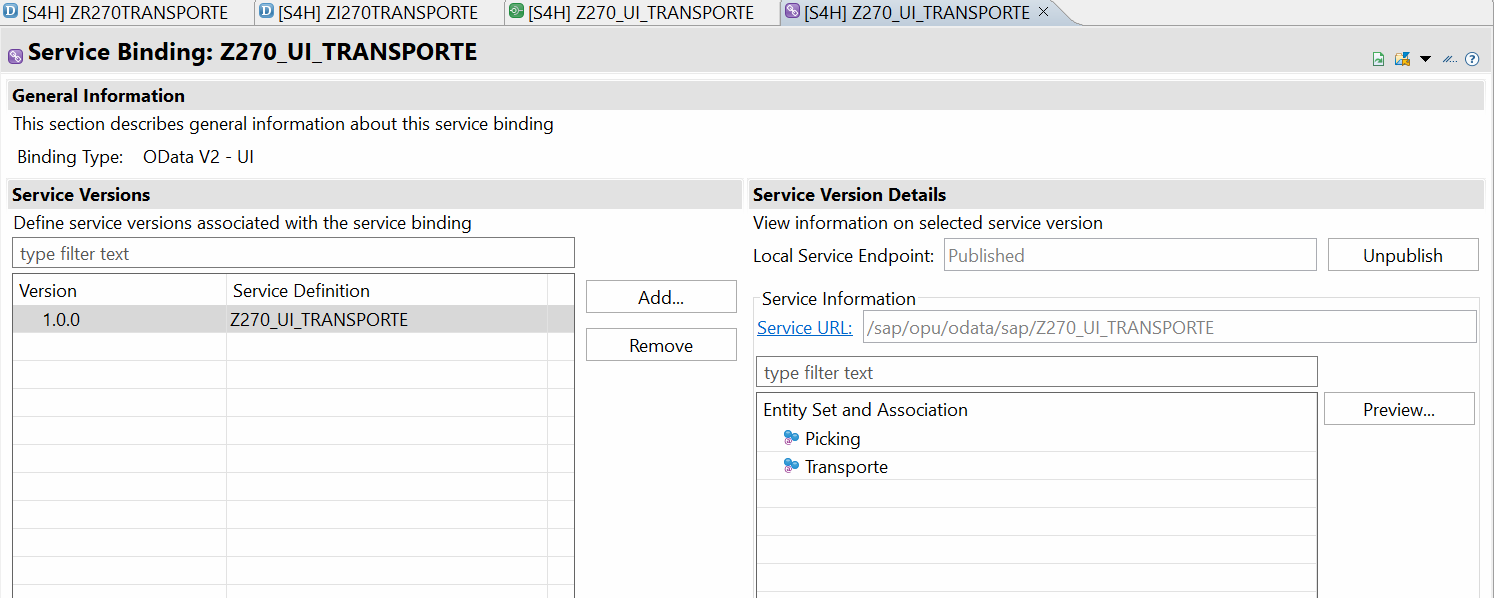 [S4H] ZR270TRANSPORTE [S4H] ZI270TRANSPORTE [S4H] Z270_UI_TRANSPORTE [S4H] Z270_UI_TRANSPORTE
Service Binding: Z270_UI_TRANSPORTE
General Information
This section describes general information about this service binding
Binding Type: OData V2 - UI
Service Versions
Define service versions associated with the service binding
type filter text
Version Service Definition
1.0.0 Z270_UI_TRANSPORTE
Add...
Remove
Service Version Details
View information on selected service version
Local Service Endpoint: Published Unpublish
Service Information
Service URL: /sap/opu/odata/sap/Z270_UI_TRANSPORTE
type filter text
Entity Set and Association
Preview...
Picking
Transporte